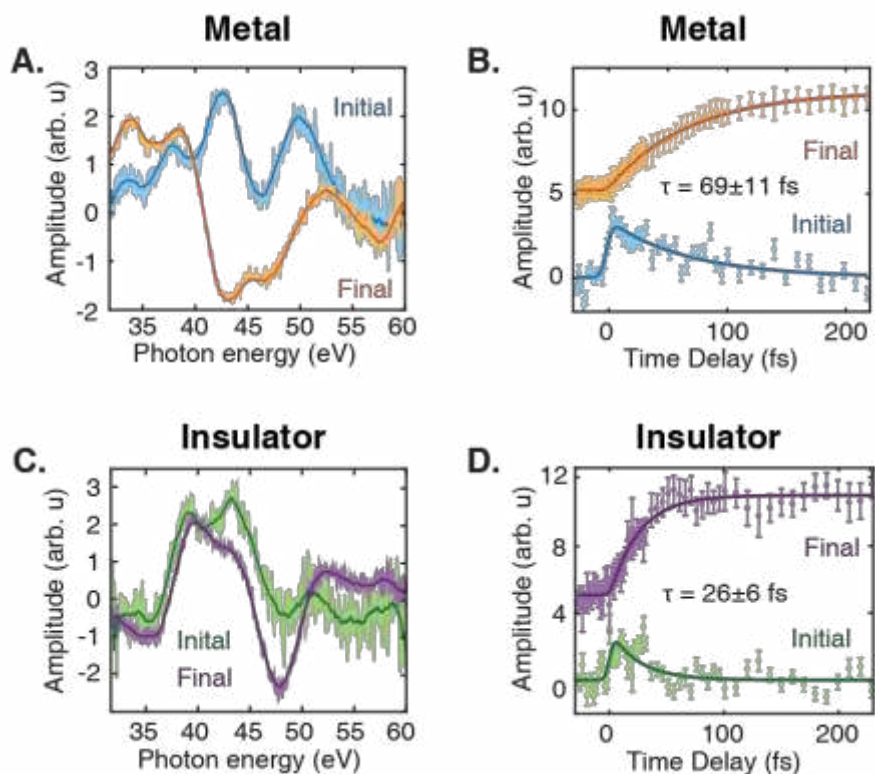 Metal
A.
3
2
1
0
-1
-2
Amplitude (arb. u)
Initial
Final
35 40 45 50 55 60
Photon energy (eV)
Metal
B.
10
5
0
Amplitude (arb. u)
Final
τ = 69±11 fs
Initial
0 100 200
Time Delay (fs)
Insulator
C.
3
2
1
0
-1
-2
Amplitude (arb. u)
Inital
Final
35 40 45 50 55 60
Photon energy (eV)
Insulator
D.
12
8
4
0
Amplitude (arb. u)
Final
τ = 26±6 fs
Initial
0 100 200
Time Delay (fs)